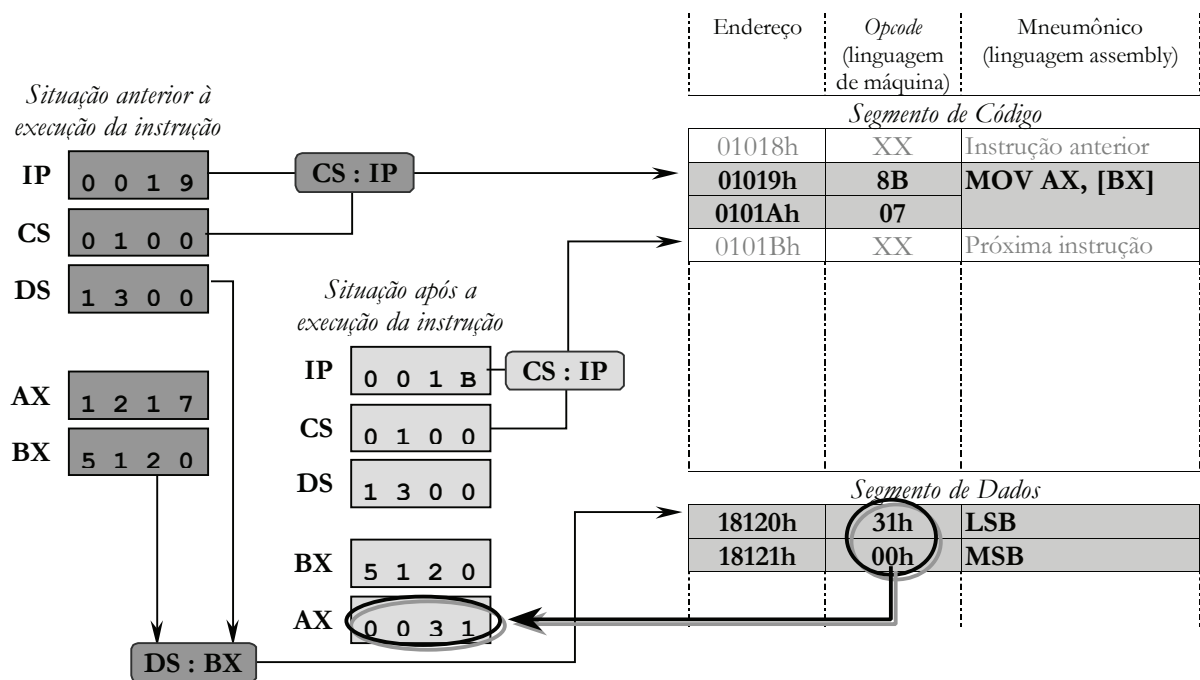 Endereço
Opcode
(linguagem
de máquina)
Mneumônico
(linguagem assembly)
Segmento de Código
01018h XX Instrução anterior
01019h 8B MOV AX, [BX]
0101Ah 07
0101Bh XX Próxima instrução
Situação anterior à
execução da instrução
IP 0 0 1 9
CS : IP
CS 0 1 0 0
DS 1 3 0 0
AX 1 2 1 7
BX 5 1 2 0
DS : BX
Situação após a
execução da instrução
IP 0 0 1 B
CS : IP
CS 0 1 0 0
DS 1 3 0 0
BX 5 1 2 0
AX 0 0 3 1
Segmento de Dados
18120h 31h LSB
18121h 00h MSB